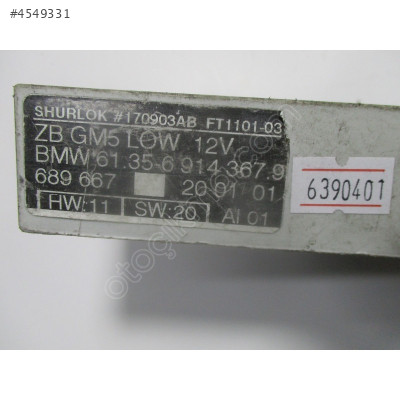 #4549331
SHURLOK #170903AB FT1101-03
ZB GM5 LOW 12V
BMW 61.35-6 914 367.9
689 667 20 01 01
HW:11 SW:20 AI 01
6390401